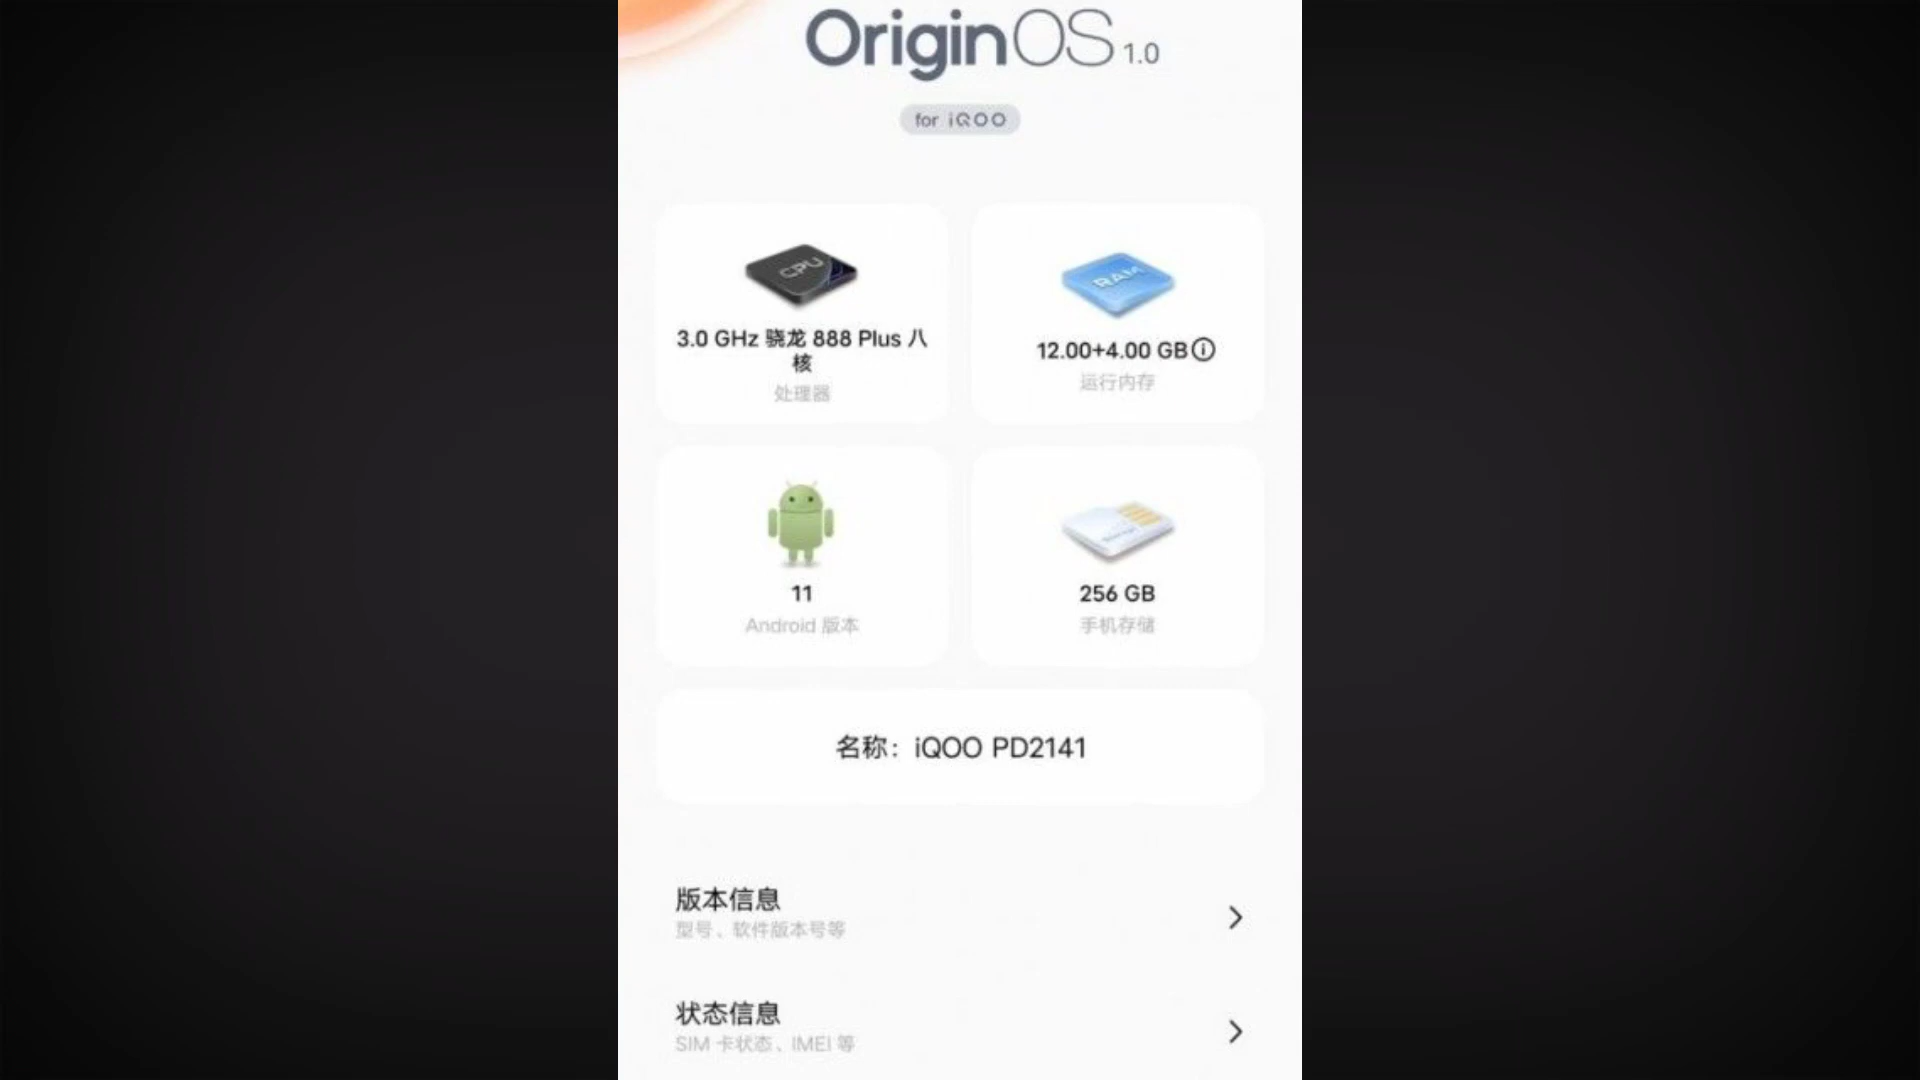 OriginOS 1.0
for iQOO
CPU
3.0 GHz 骁龙 888 Plus 八
核
处理器
RAM
12.00+4.00 GB
运行内存
11
Android 版本
256 GB
手机存储
名称：iQOO PD2141
版本信息
型号、软件版本号等
状态信息
SIM 卡状态、IMEI 等